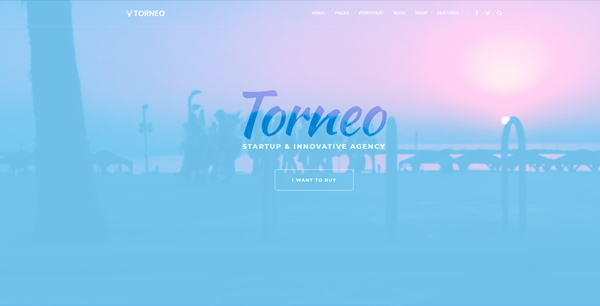 TORNEO
HOME PAGES PORTFOLIO BLOG SHOP FEATURES
Torneo
STARTUP & INNOVATIVE AGENCY
I WANT TO BUY